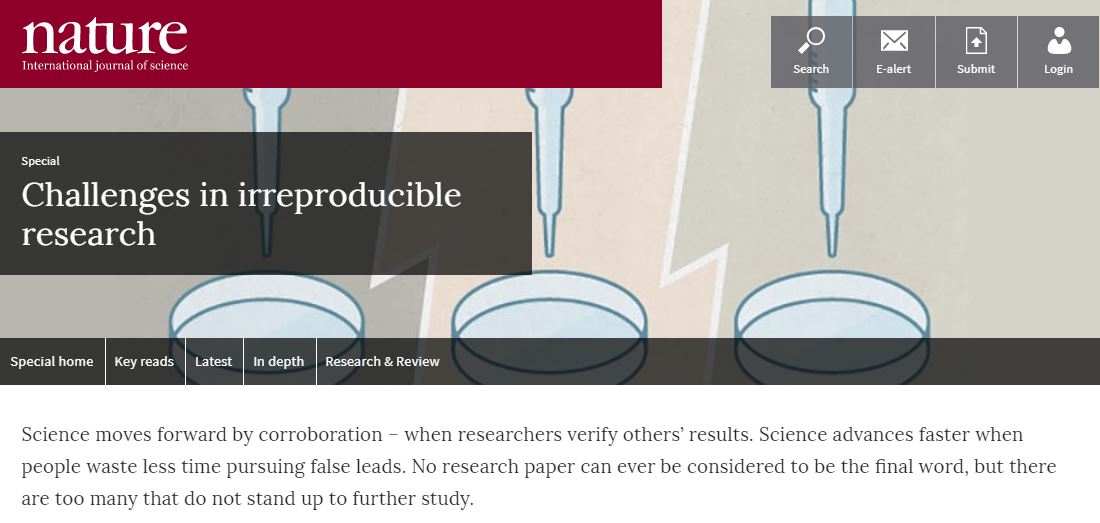 nature
International journal of science
Search
E-alert
Submit
Login
Special
Challenges in irreproducible
research
Special home
Key reads
Latest
In depth
Research & Review
Science moves forward by corroboration – when researchers verify others’ results. Science advances faster when
people waste less time pursuing false leads. No research paper can ever be considered to be the final word, but there
are too many that do not stand up to further study.